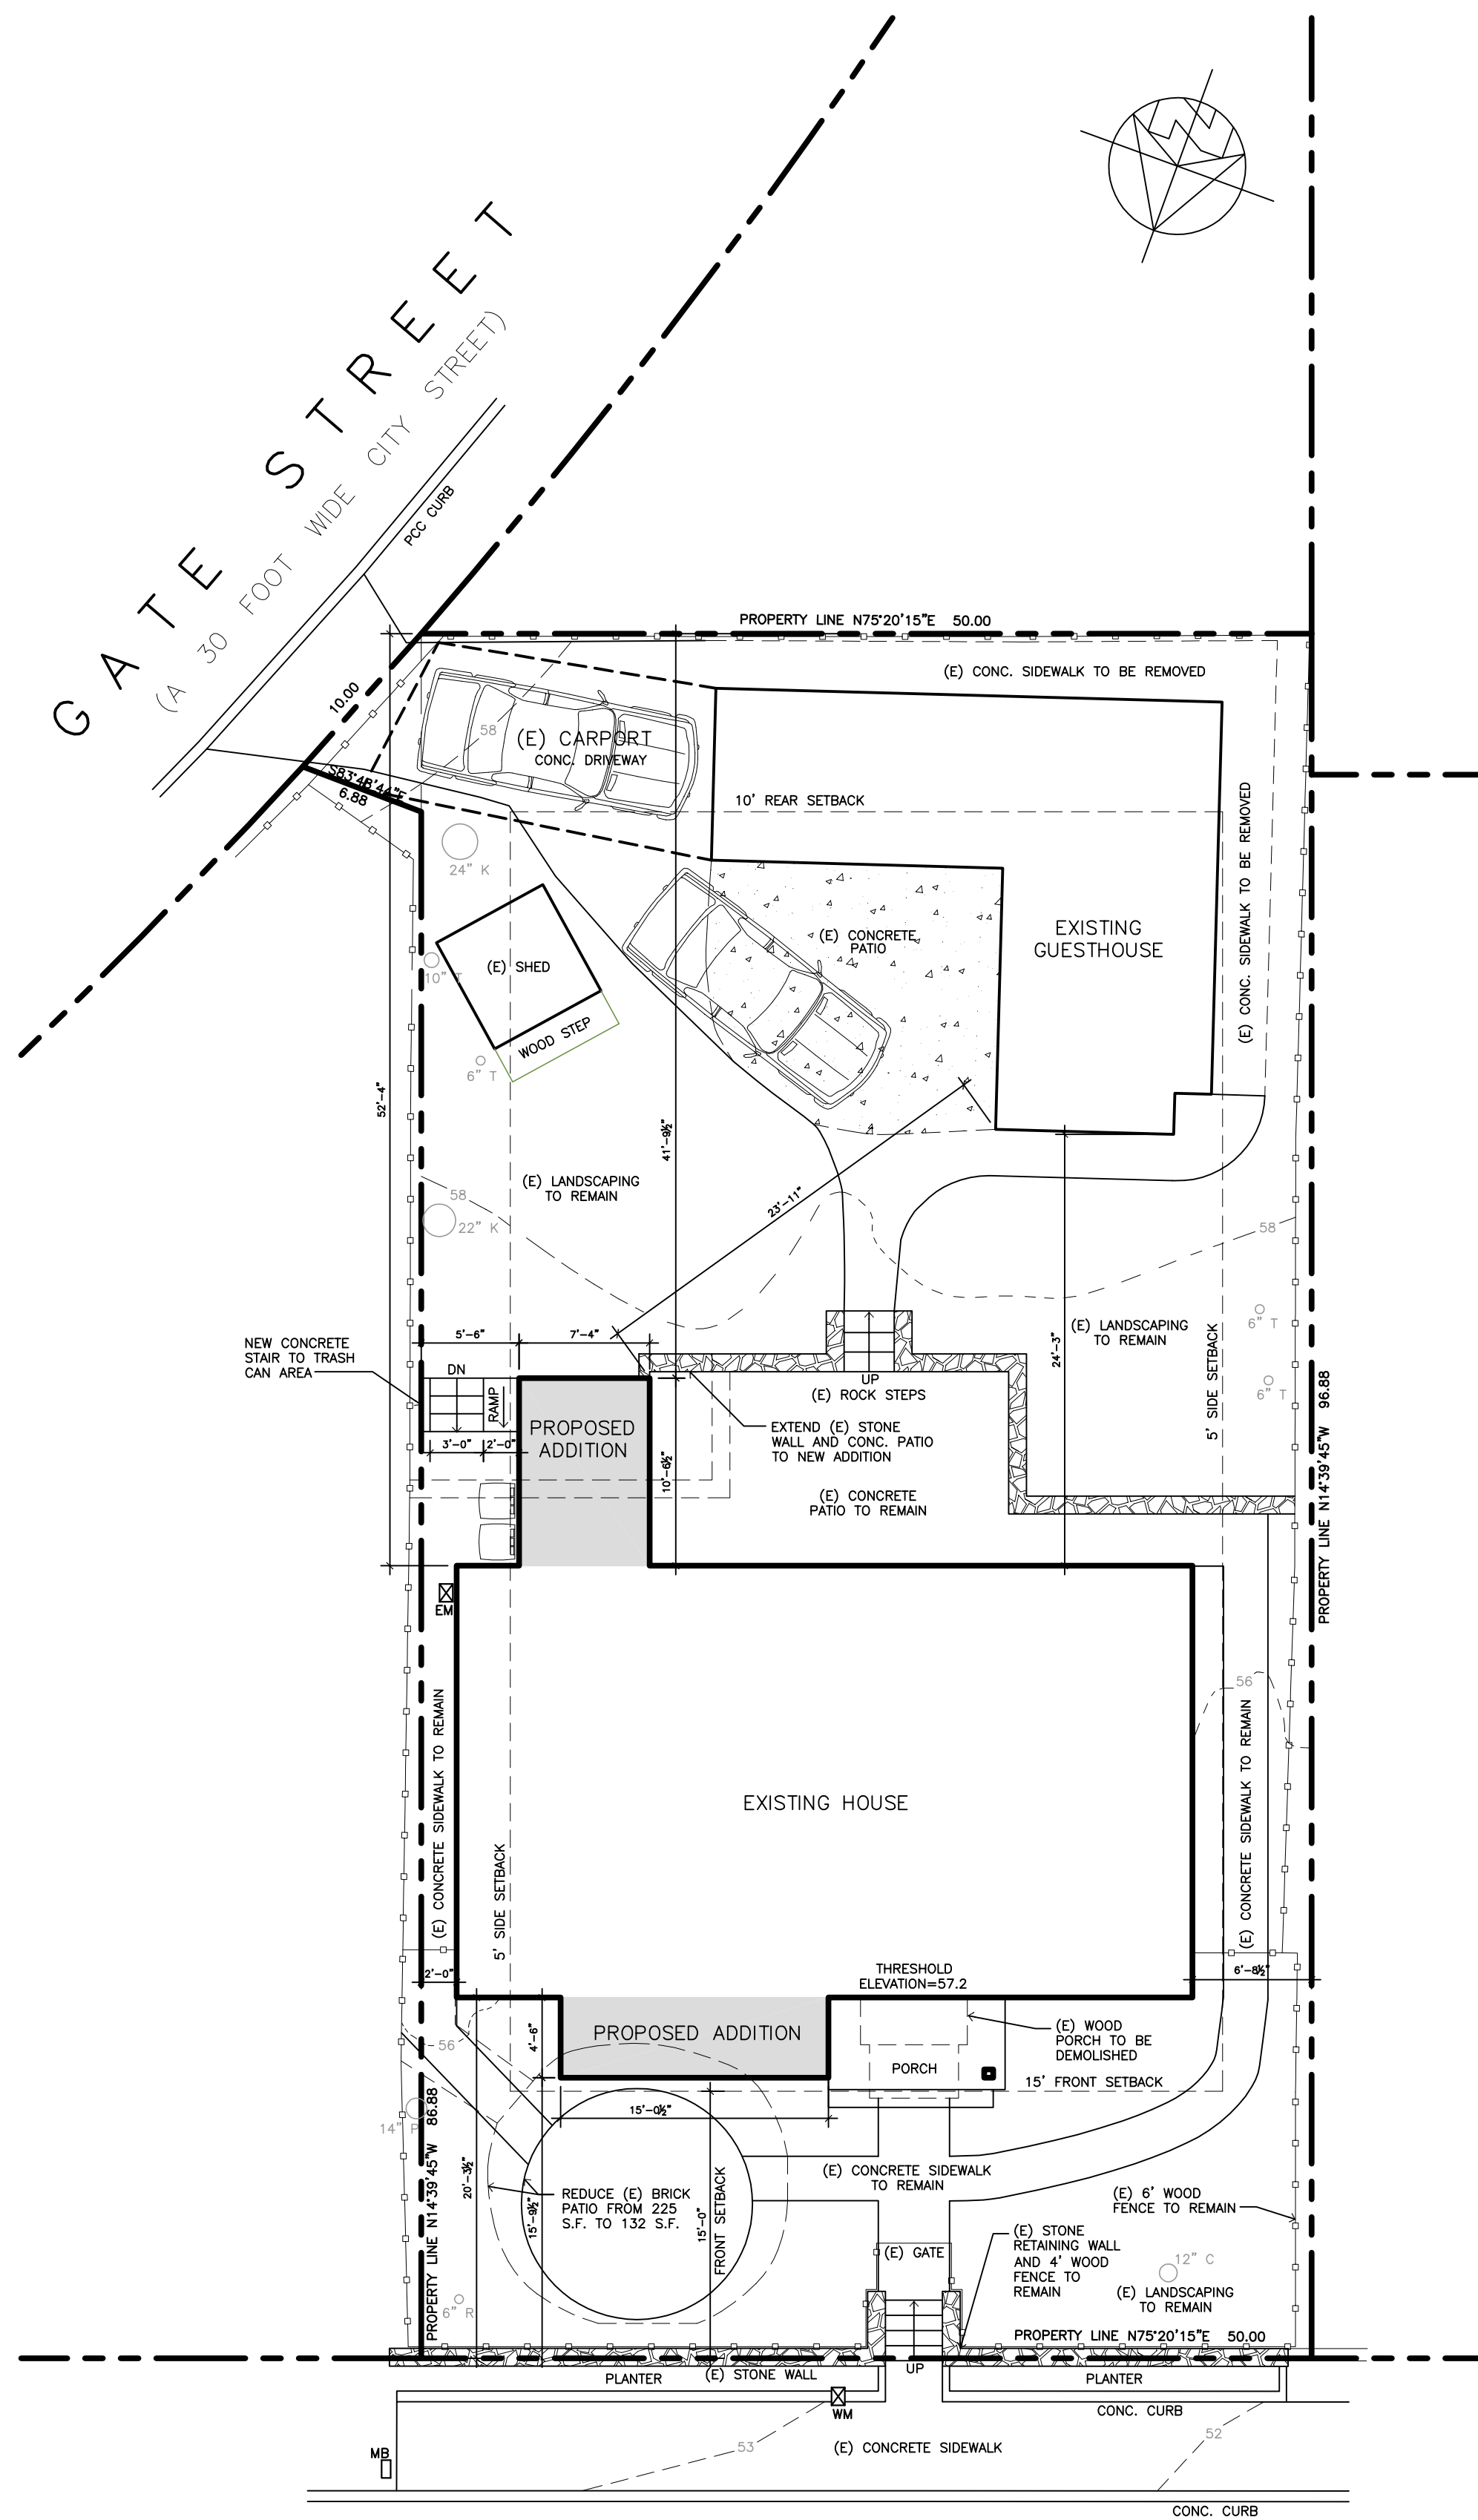 GATE STREET
(A 30 FOOT WIDE CITY STREET)
PCC CURB
PROPERTY LINE N75°20'15"E 50.00
(E) CONC. SIDEWALK TO BE REMOVED
10.00
58
(E) CARPORT
CONC. DRIVEWAY
S83°48'44"E
6.88
10' REAR SETBACK
(E) CONC. SIDEWALK TO BE REMOVED
24" K
EXISTING
GUESTHOUSE
(E) CONCRETE
PATIO
(E) SHED
10" T
WOOD STEP
6" T
52'-4"
41'-9½"
(E) LANDSCAPING
TO REMAIN
58
22" K
23'-11"
58
NEW CONCRETE
STAIR TO TRASH
CAN AREA
5'-6"
7'-4"
(E) LANDSCAPING
TO REMAIN
24'-3"
6" T
6" T
5' SIDE SETBACK
PROPERTY LINE N14°39'45"W 96.88
DN
RAMP
UP
(E) ROCK STEPS
PROPOSED
ADDITION
EXTEND (E) STONE
WALL AND CONC. PATIO
TO NEW ADDITION
3'-0"
2'-0"
10'-6½"
(E) CONCRETE
PATIO TO REMAIN
EM
56
(E) CONCRETE SIDEWALK TO REMAIN
(E) CONCRETE SIDEWALK TO REMAIN
EXISTING HOUSE
5' SIDE SETBACK
THRESHOLD
ELEVATION=57.2
2'-0"
6'-8½"
PROPOSED ADDITION
4'-6"
56
(E) WOOD
PORCH TO BE
DEMOLISHED
PORCH
15' FRONT SETBACK
15'-0½"
14" P
PROPERTY LINE N14°39'45"W 86.88
20'-3½"
15'-9½"
REDUCE (E) BRICK
PATIO FROM 225
S.F. TO 132 S.F.
15'-0"
FRONT SETBACK
(E) CONCRETE SIDEWALK
TO REMAIN
(E) 6' WOOD
FENCE TO REMAIN
(E) GATE
(E) STONE
RETAINING WALL
AND 4' WOOD
FENCE TO
REMAIN
12" C
(E) LANDSCAPING
TO REMAIN
6" R
PROPERTY LINE N75°20'15"E 50.00
UP
PLANTER
(E) STONE WALL
PLANTER
WM
CONC. CURB
MB
53
(E) CONCRETE SIDEWALK
52
CONC. CURB